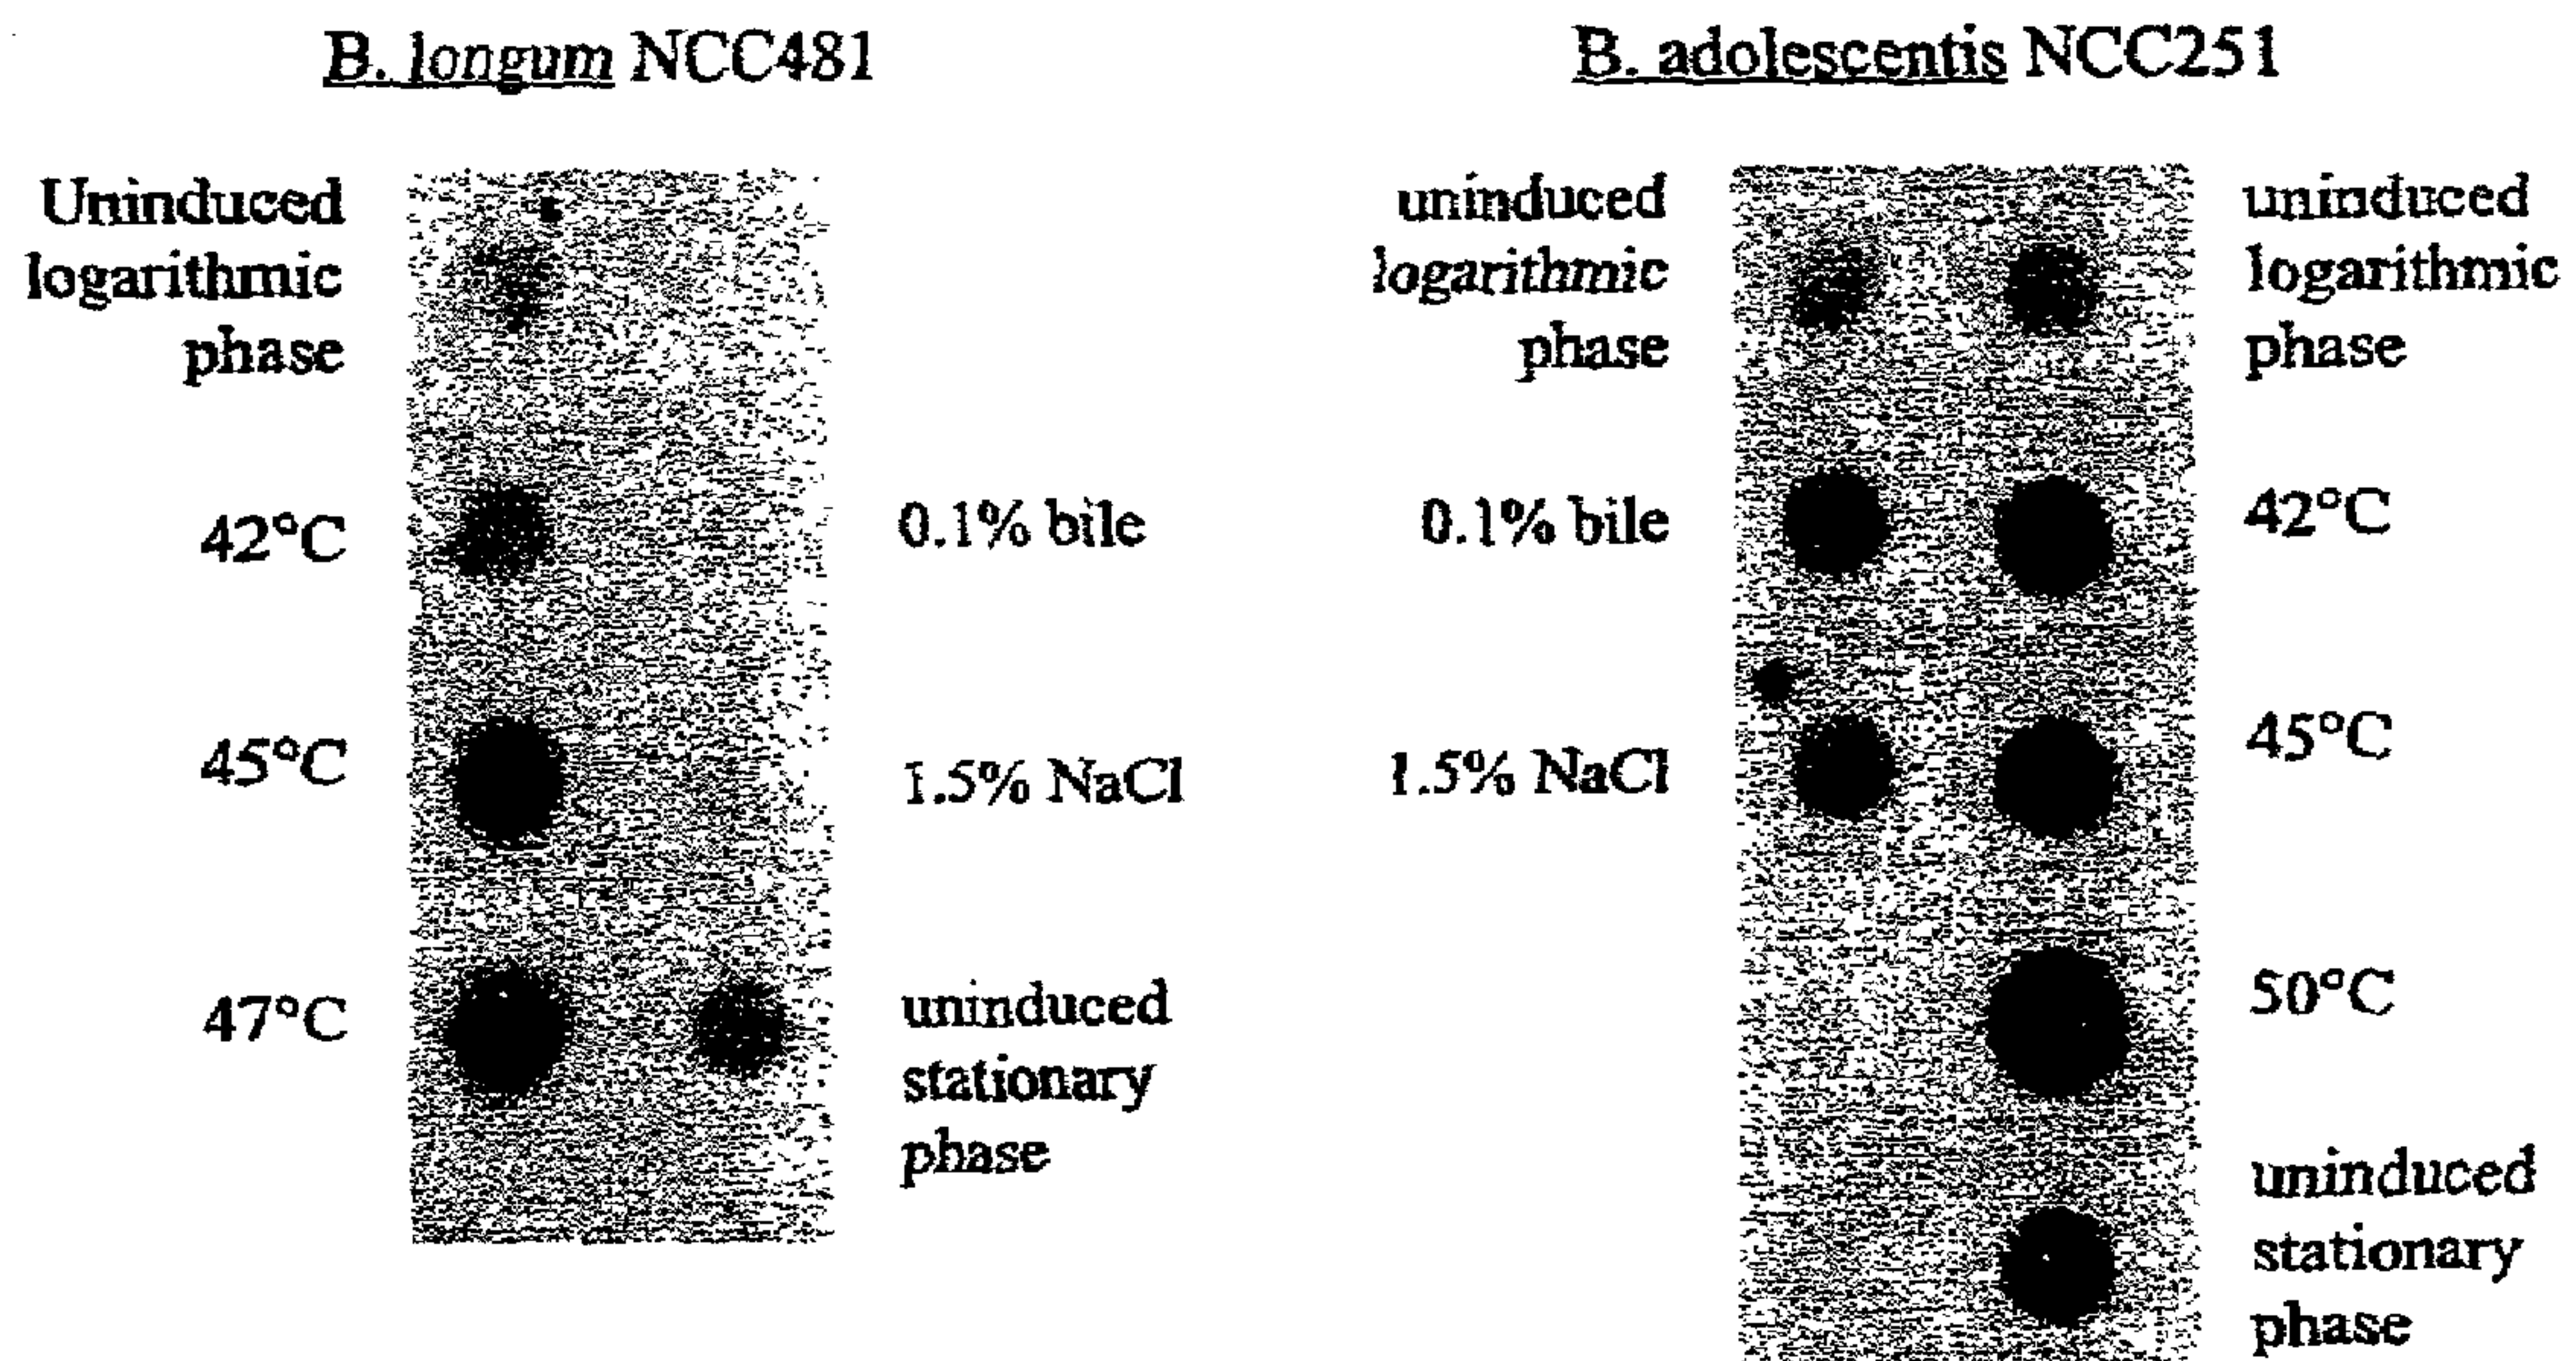 B. longum NCC481
Uninduced
logarithmic
phase
42°C
45°C
47°C
0.1% bile
1.5% NaCl
uninduced
stationary
phase
B. adolescentis NCC251
uninduced
logarithmic
phase
0.1% bile
1.5% NaCl
uninduced
logarithmic
phase
42°C
45°C
50°C
uninduced
stationary
phase